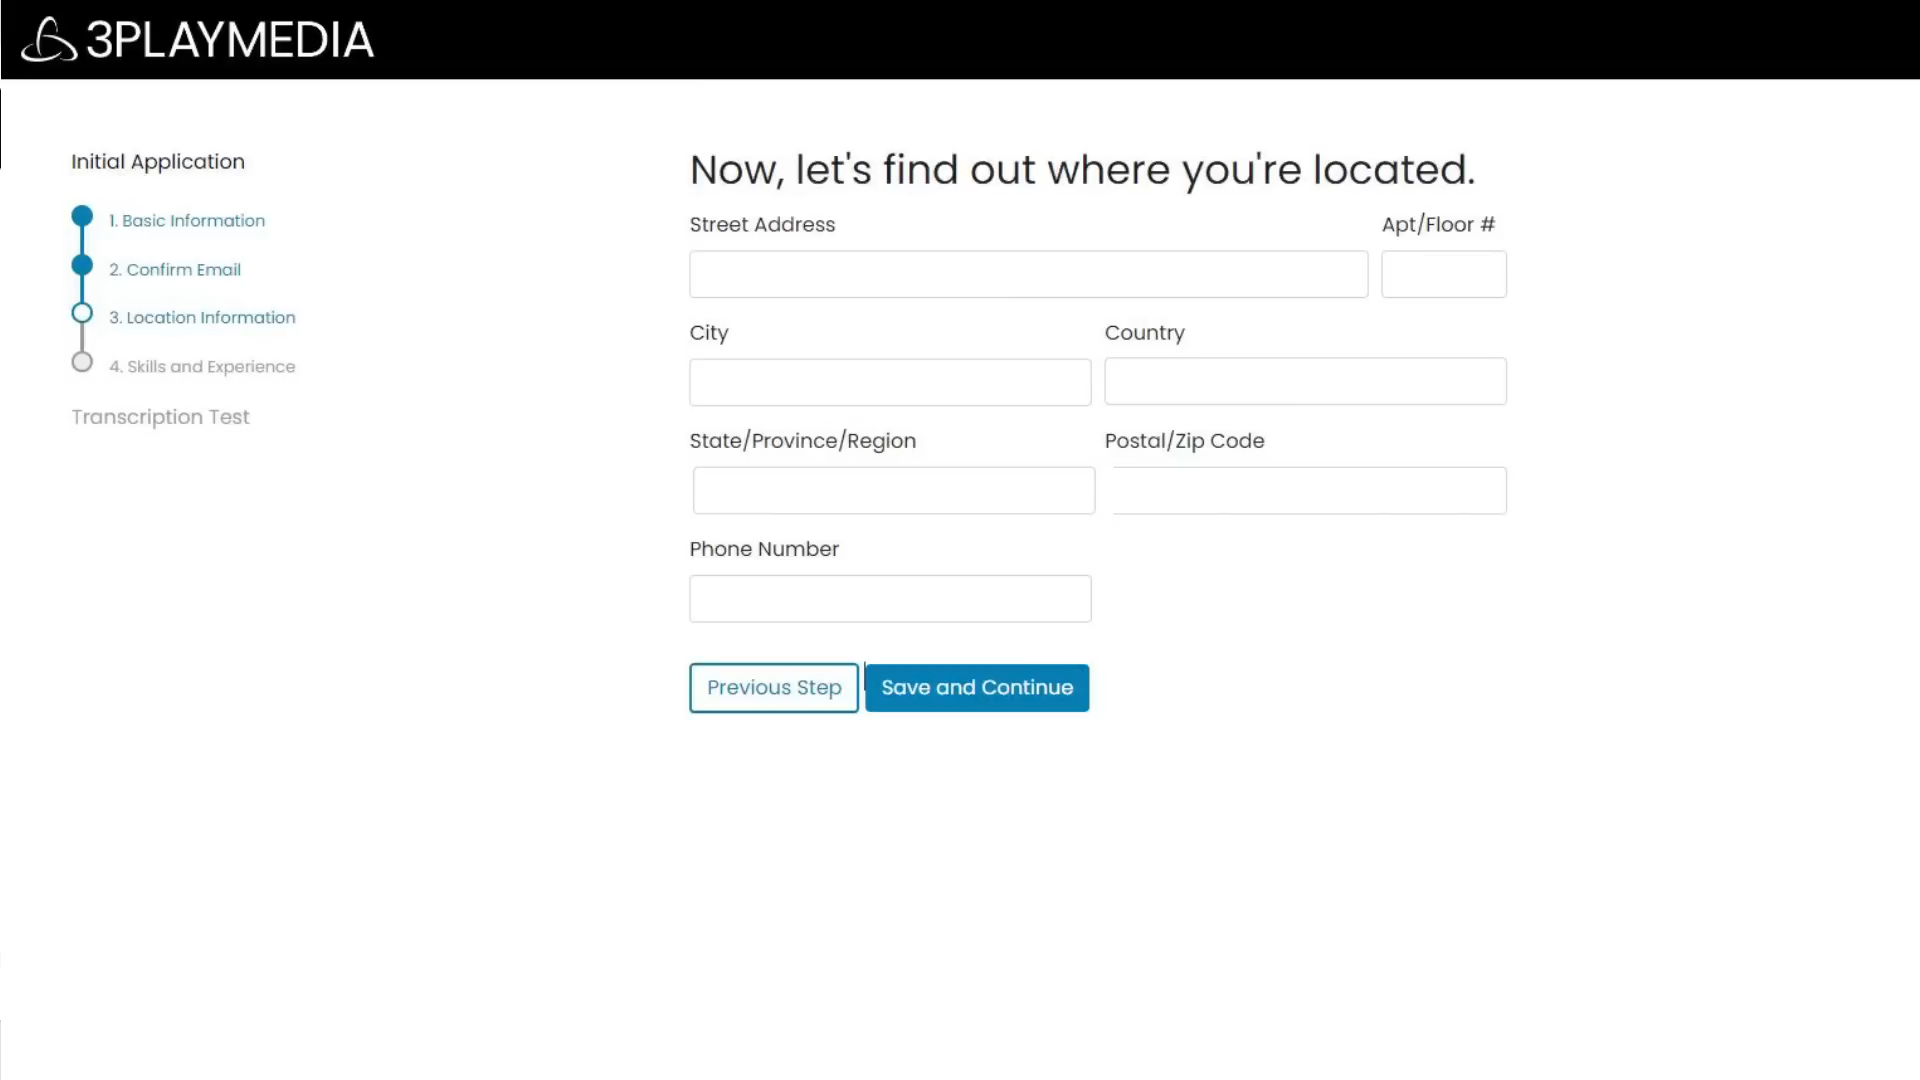 3PLAYMEDIA
Initial Application
1. Basic Information
2. Confirm Email
3. Location Information
4. Skills and Experience
Transcription Test
Now, let's find out where you're located.
Street Address
Apt/Floor #
City
Country
State/Province/Region
Postal/Zip Code
Phone Number
Previous Step
Save and Continue